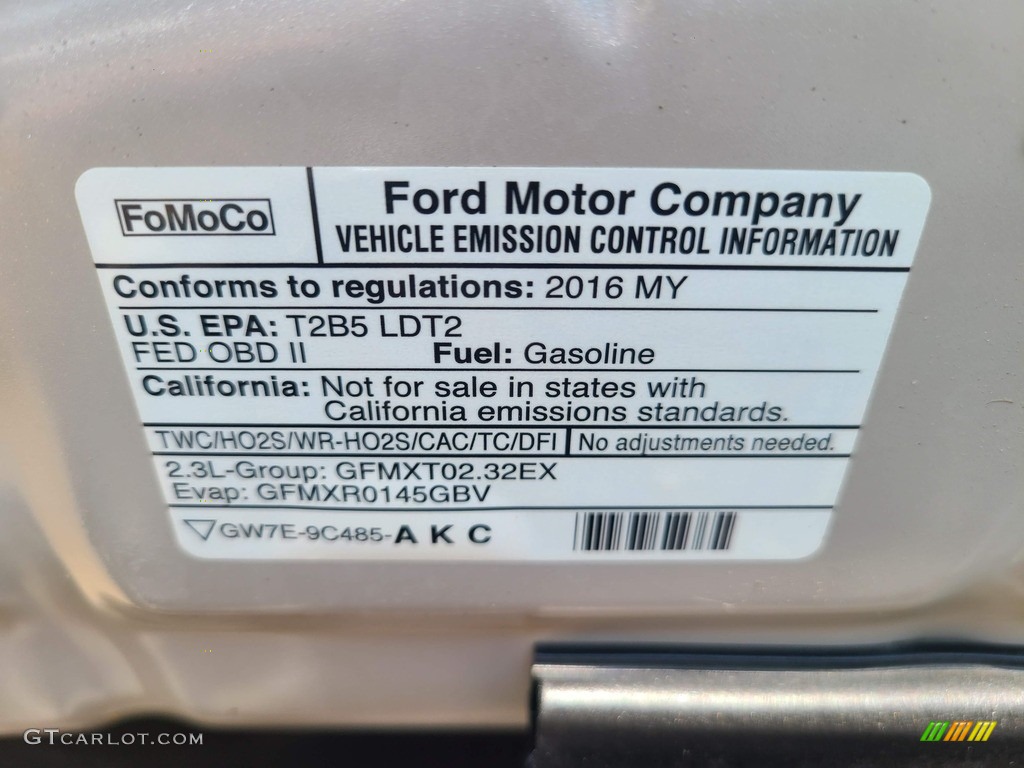 FoMoCo
Ford Motor Company
VEHICLE EMISSION CONTROL INFORMATION
Conforms to regulations: 2016 MY
U.S. EPA: T2B5 LDT2
FED OBD II Fuel: Gasoline
California: Not for sale in states with
California emissions standards.
TWC/HO2S/WR-HO2S/CAC/TC/DFI No adjustments needed.
2.3L-Group: GFMXT02.32EX
Evap: GFMXR0145GBV
GW7E-9C485-A K C
GTCARLOT.COM